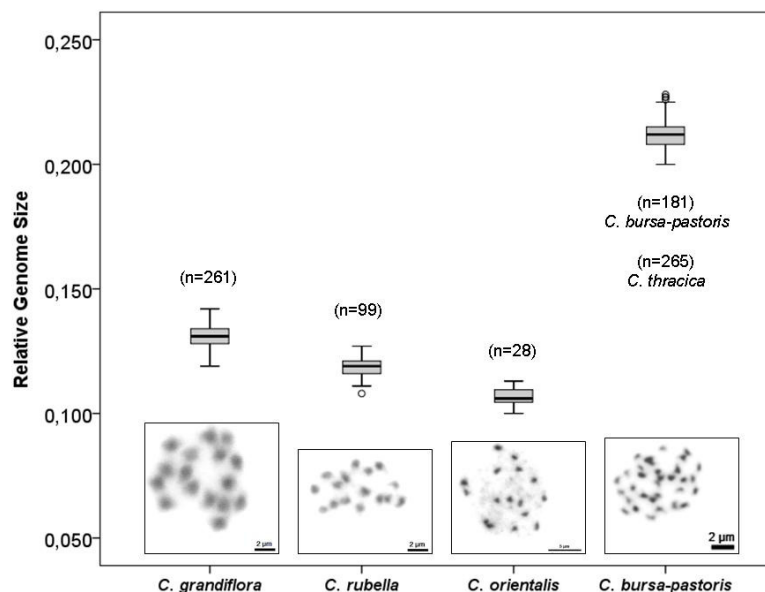 0,250
0,200
0,150
0,100
0,050
Relative Genome Size
(n=261)
(n=99)
(n=28)
(n=181)
C. bursa-pastoris
(n=265)
C. thracica
2 µm
2 µm
2 µm
C. grandiflora
C. rubella
C. orientalis
C. bursa-pastoris